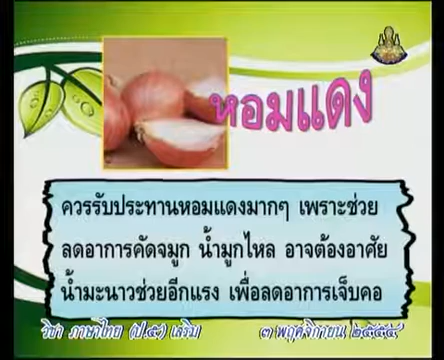 หอมแดง
ควรรับประทานหอมแดงมากๆ เพราะช่วย
ลดอาการคัดจมูก น้ำมูกไหล อาจต้องอาศัย
น้ำมะนาวช่วยอีกแรง เพื่อลดอาการเจ็บคอ
วิชา ภาษาไทย (ป.๕) เสริม ๓ พฤศจิกายน ๒๕๕๔